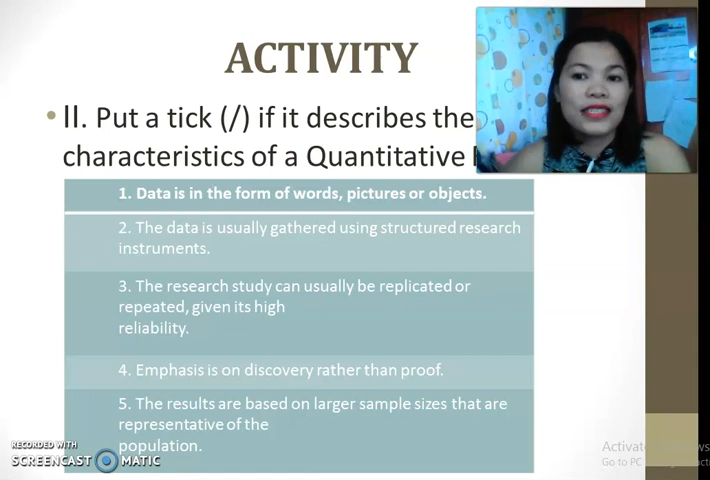 ACTIVITY
• II. Put a tick (/) if it describes the
characteristics of a Quantitative
1. Data is in the form of words, pictures or objects.
2. The data is usually gathered using structured research
instruments.
3. The research study can usually be replicated or
repeated, given its high
reliability.
4. Emphasis is on discovery rather than proof.
5. The results are based on larger sample sizes that are
representative of the
population.
RECORDED WITH
SCREENCAST MATIC
Activate
Go to PC